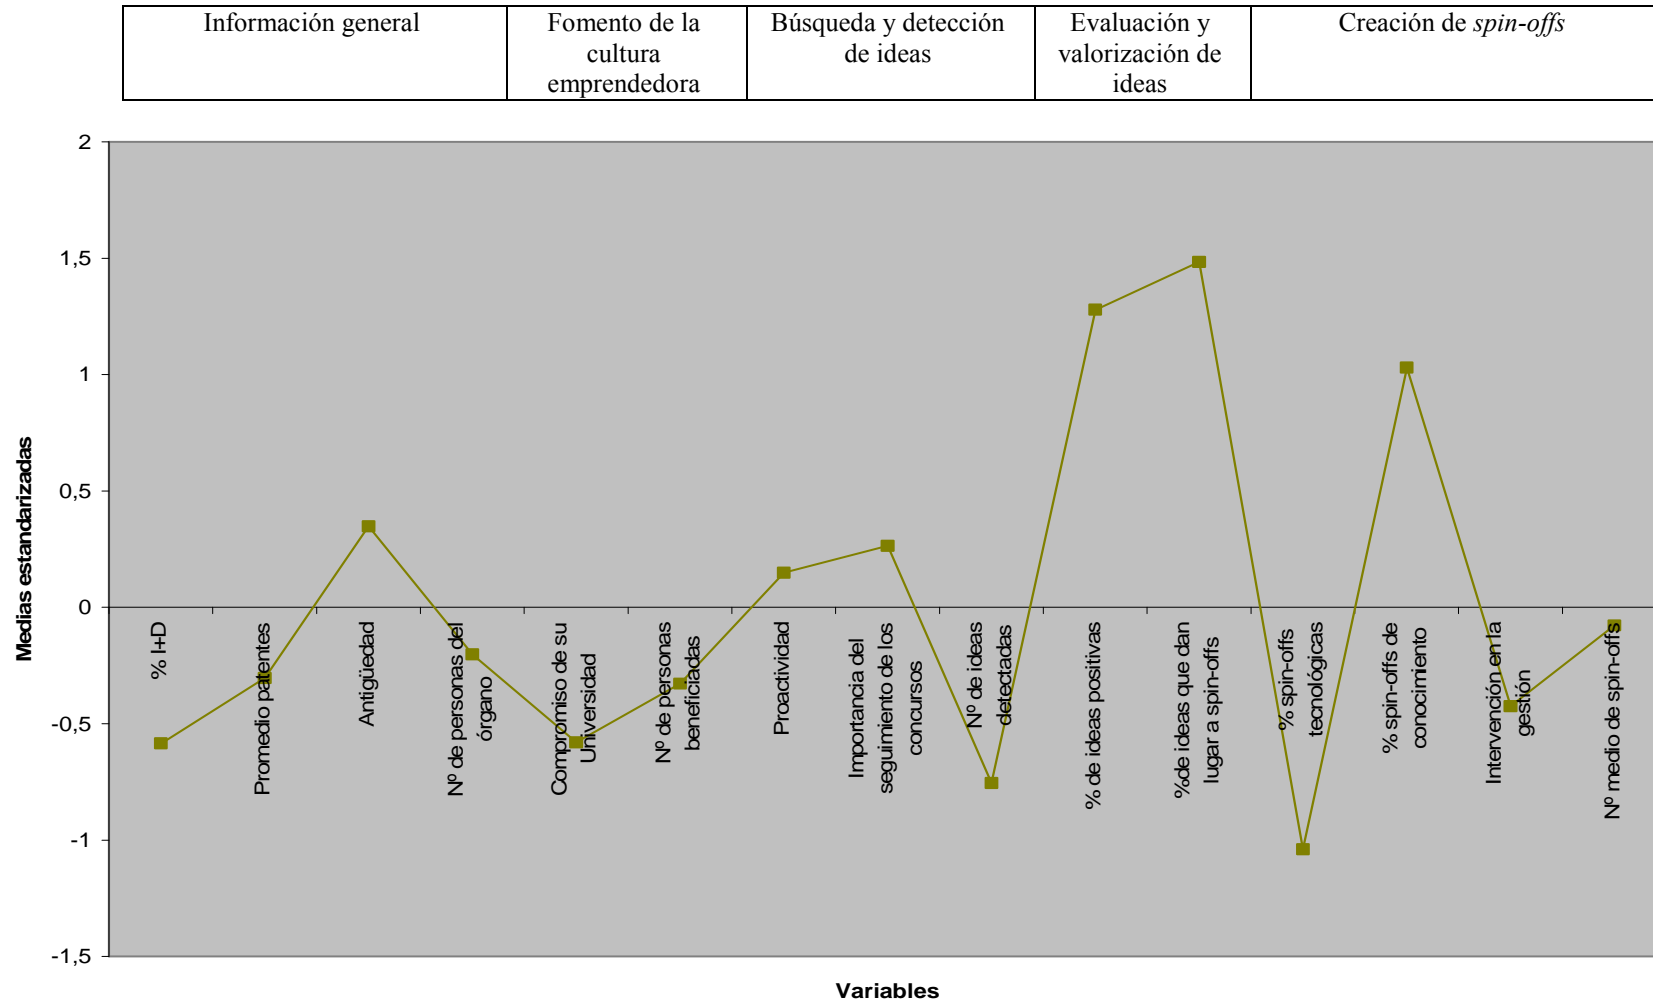 Información general
Fomento de la
cultura
emprendedora
Búsqueda y detección
de ideas
Evaluación y
valorización de
ideas
Creación de spin-offs
2
1,5
1
0,5
0
-0,5
-1
-1,5
Medias estandarizadas
% I+D
Promedio patentes
Antigüedad
Nº de personas del
órgano
Compromiso de su
Universidad
Nº de personas
beneficiadas
Proactividad
Importancia del
seguimiento de los
concursos
Nº de ideas
detectadas
% de ideas positivas
%de ideas que dan
lugar a spin-offs
% spin-offs
tecnológicas
% spin-offs de
conocimiento
Intervención en la
gestión
Nº medio de spin-offs
Variables